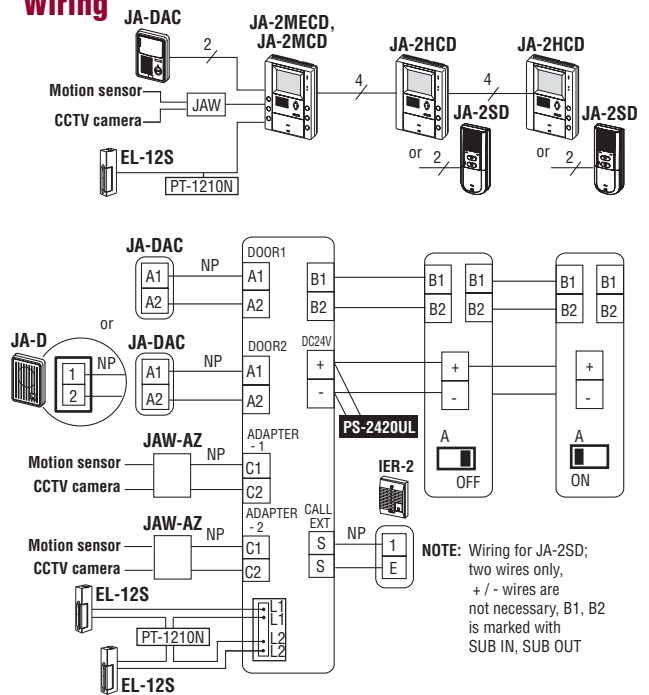 Wiring
JA-DAC
JA-2MECD,
JA-2MCD
JA-2HCD
JA-2HCD
2
4
4
Motion sensor
CCTV camera
JAW
JA-2SD
JA-2SD
or 2
or 2
EL-12S
PT-1210N
JA-DAC
DOOR1
NP
A1
A1
B1
B1
B1
B1
B1
A2
A2
B2
B2
B2
B2
B2
or
JA-D
JA-DAC
DOOR2
DC24V
1
NP
2
A1
NP
A1
+
+
+
A2
A2
-
-
-
PS-2420UL
JAW-AZ
NP
ADAPTER
- 1
A
A
Motion sensor
CCTV camera
C1
C2
IER-2
OFF
ON
JAW-AZ
NP
ADAPTER
- 2
CALL
EXT
Motion sensor
CCTV camera
C1
C2
S
NP
1
S
E
NOTE: Wiring for JA-2SD;
two wires only,
+ / - wires are
not necessary, B1, B2
is marked with
SUB IN, SUB OUT
EL-12S
L1
L1
PT-1210N
L2
L2
EL-12S